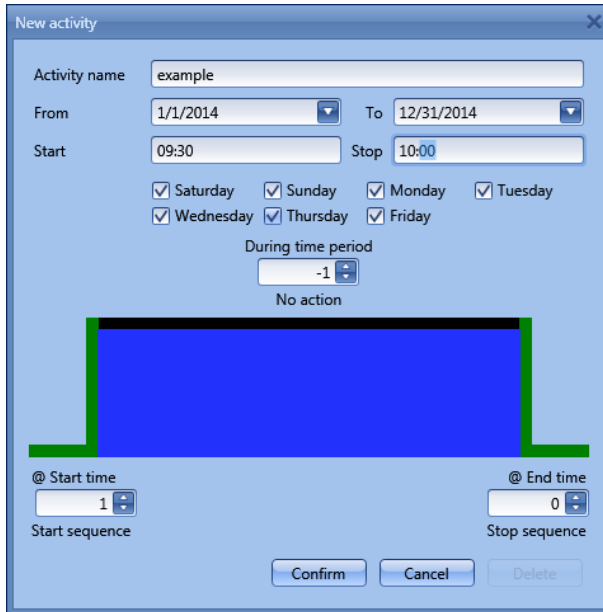 New activity
Activity name example
From 1/1/2014 To 12/31/2014
Start 09:30 Stop 10:00
Saturday Sunday Monday Tuesday
Wednesday Thursday Friday
During time period
-1
No action
@ Start time @ End time
1 0
Start sequence Stop sequence
Confirm Cancel Delete